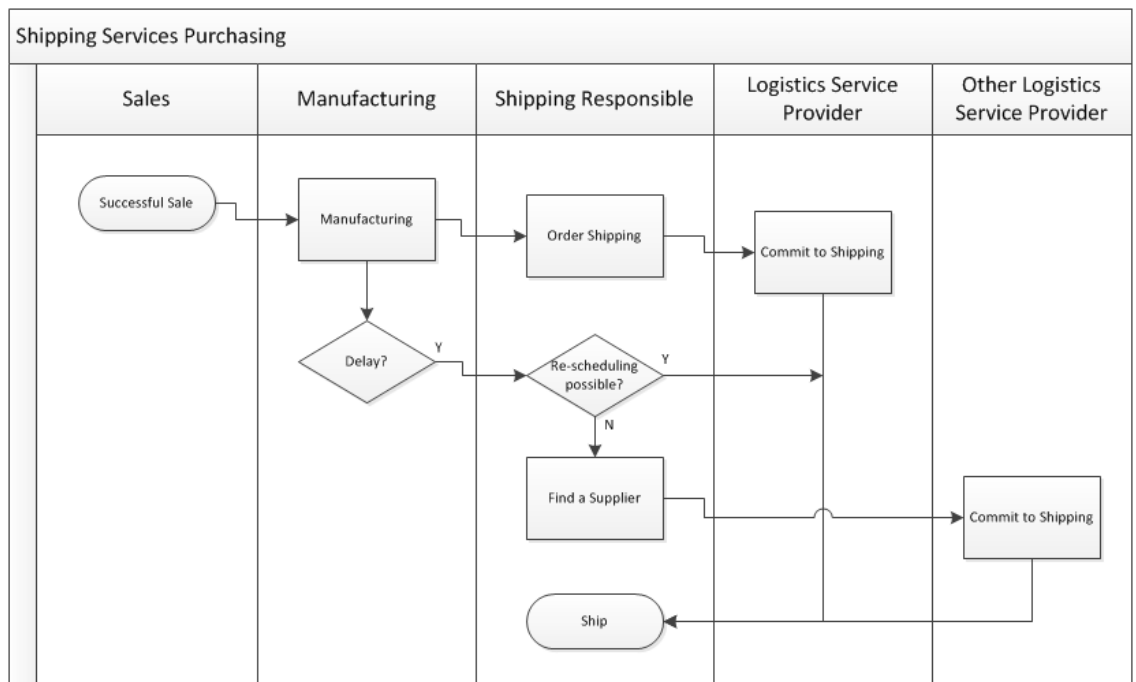 Shipping Services Purchasing
Sales
Manufacturing
Shipping Responsible
Logistics Service
Provider
Other Logistics
Service Provider
Successful Sale
Manufacturing
Order Shipping
Commit to Shipping
Delay?
Y
Re-scheduling
possible?
Y
N
Find a Supplier
Commit to Shipping
Ship